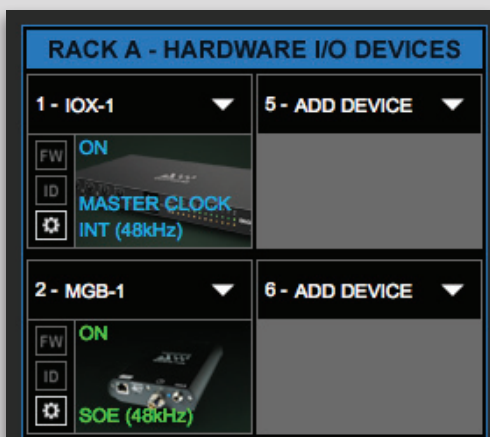 RACK A - HARDWARE I/O DEVICES
1 - IOX-1
5 - ADD DEVICE
FW
ON
ID
MASTER CLOCK
INT (48kHz)
2 - MGB-1
6 - ADD DEVICE
FW
ON
ID
SOE (48kHz)